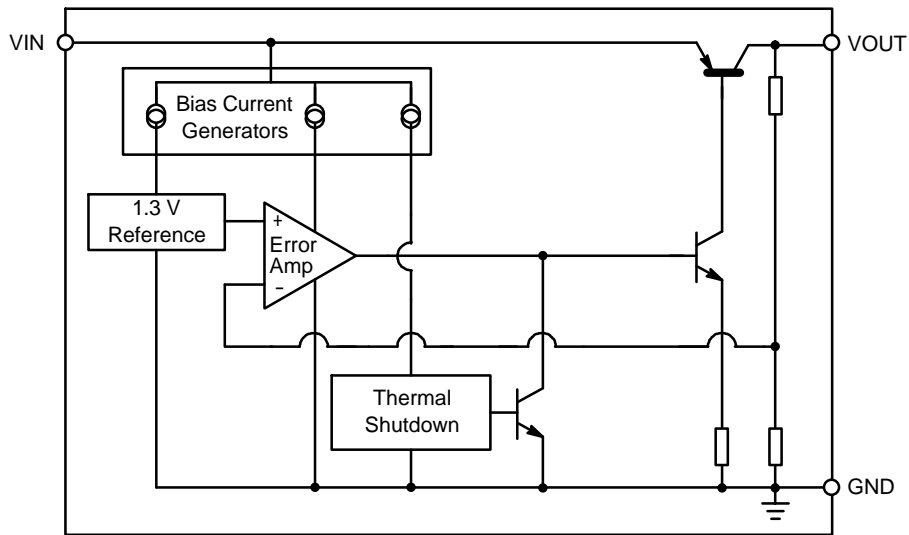 VIN
VOUT
Bias Current
Generators
1.3 V
Reference
+
Error
Amp
−
Thermal
Shutdown
GND